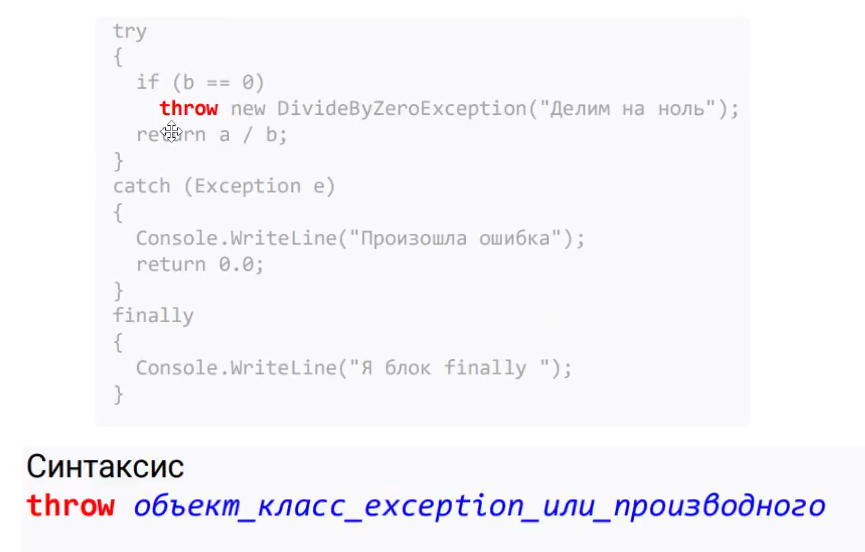 try
{
if (b == 0)
throw new DivideByZeroException("Делим на ноль");
return a / b;
}
catch (Exception e)
{
Console.WriteLine("Произошла ошибка");
return 0.0;
}
finally
{
Console.WriteLine("Я блок finally ");
}
Синтаксис
throw объект_класс_exception_или_производного